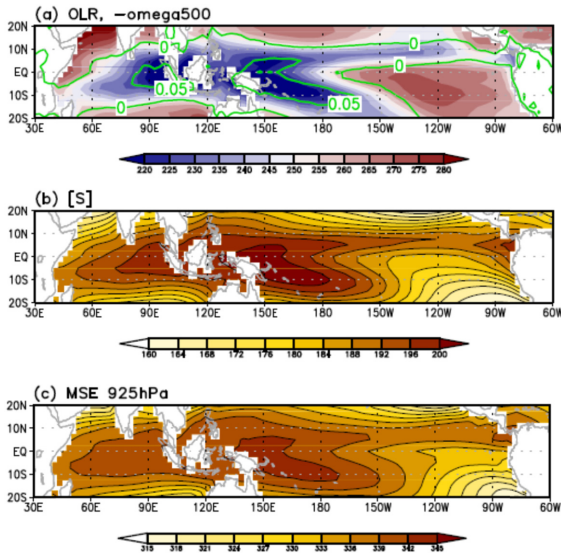 (a) OLR, -omega500
20N
10N
EQ
10S
20S
0
0
0
0
0.05
0.05
30E 60E 90E 120E 150E 180 150W 120W 90W 60W
220 225 230 235 240 245 250 255 260 265 270 275 280
(b) [S]
20N
10N
EQ
10S
20S
30E 60E 90E 120E 150E 180 150W 120W 90W 60W
160 164 168 172 176 180 184 188 192 196 200
(c) MSE 925hPa
20N
10N
EQ
10S
20S
30E 60E 90E 120E 150E 180 150W 120W 90W 60W
315 318 321 324 327 330 333 336 339 342 345